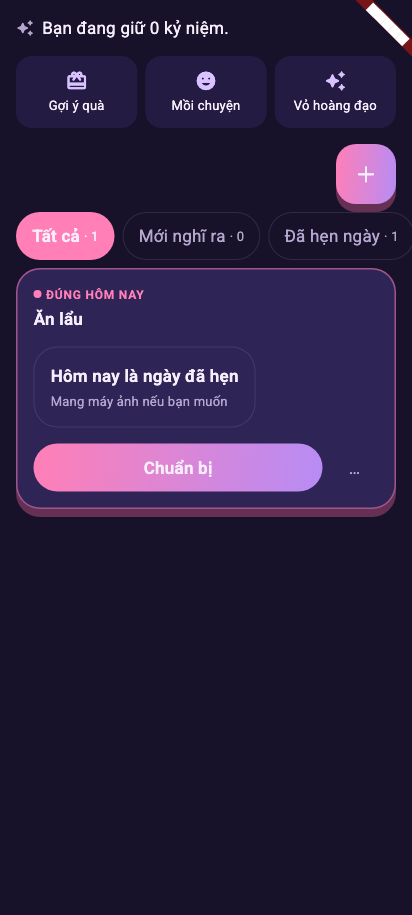 Bạn đang giữ 0 kỷ niệm.
Gợi ý quà
Mồi chuyện
Vỏ hoàng đạo
+
Tất cả · 1
Mới nghĩ ra · 0
Đã hẹn ngày · 1
ĐÚNG HÔM NAY
Ăn lẩu
Hôm nay là ngày đã hẹn
Mang máy ảnh nếu bạn muốn
Chuẩn bị
...